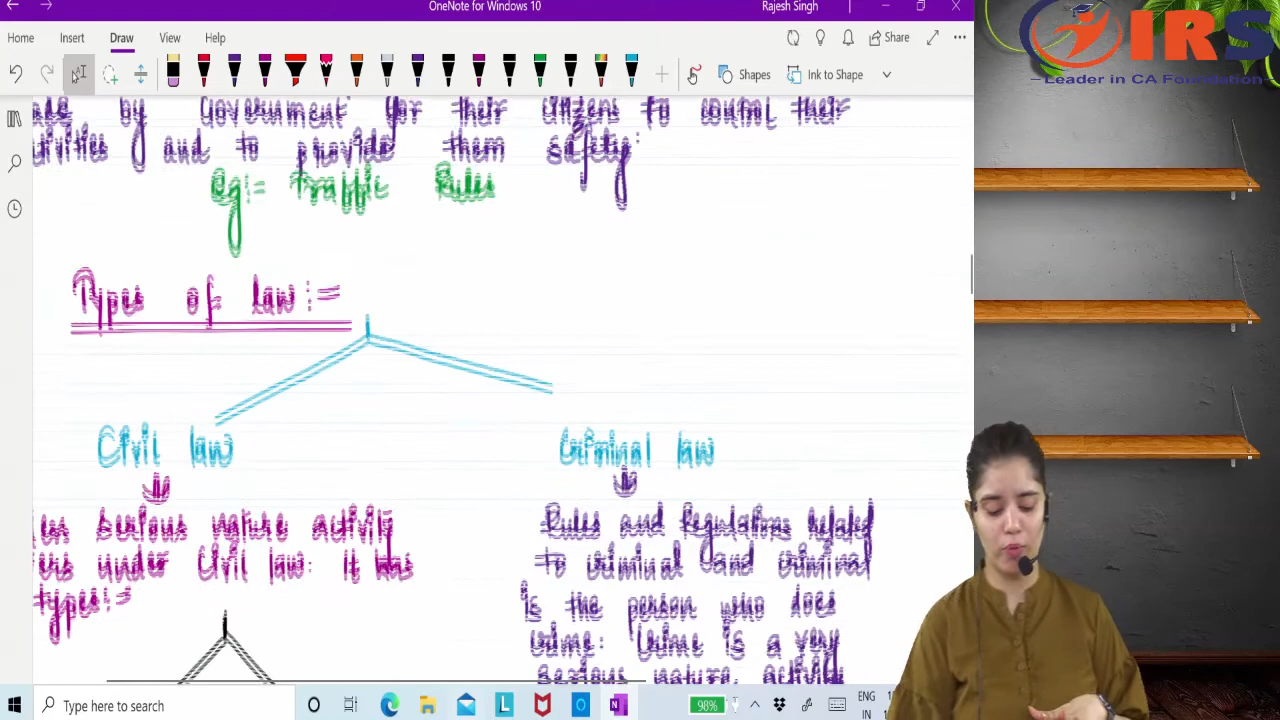 OneNote for Windows 10
Rajesh Singh
Home Insert Draw View Help
Share
Shapes
Ink to Shape
by Government for their citizens to control their
and to provide them safety.
eg:- Traffic Rules
Types of law:-
Civil law
Criminal law
serious nature activity
under Civil law. It has
types:-
Rules and Regulations related
to criminal and criminal
is the person who does
crime. Crime is a very
serious nature activity
IRS
Leader in CA Foundation
Type here to search
98%
ENG
IN